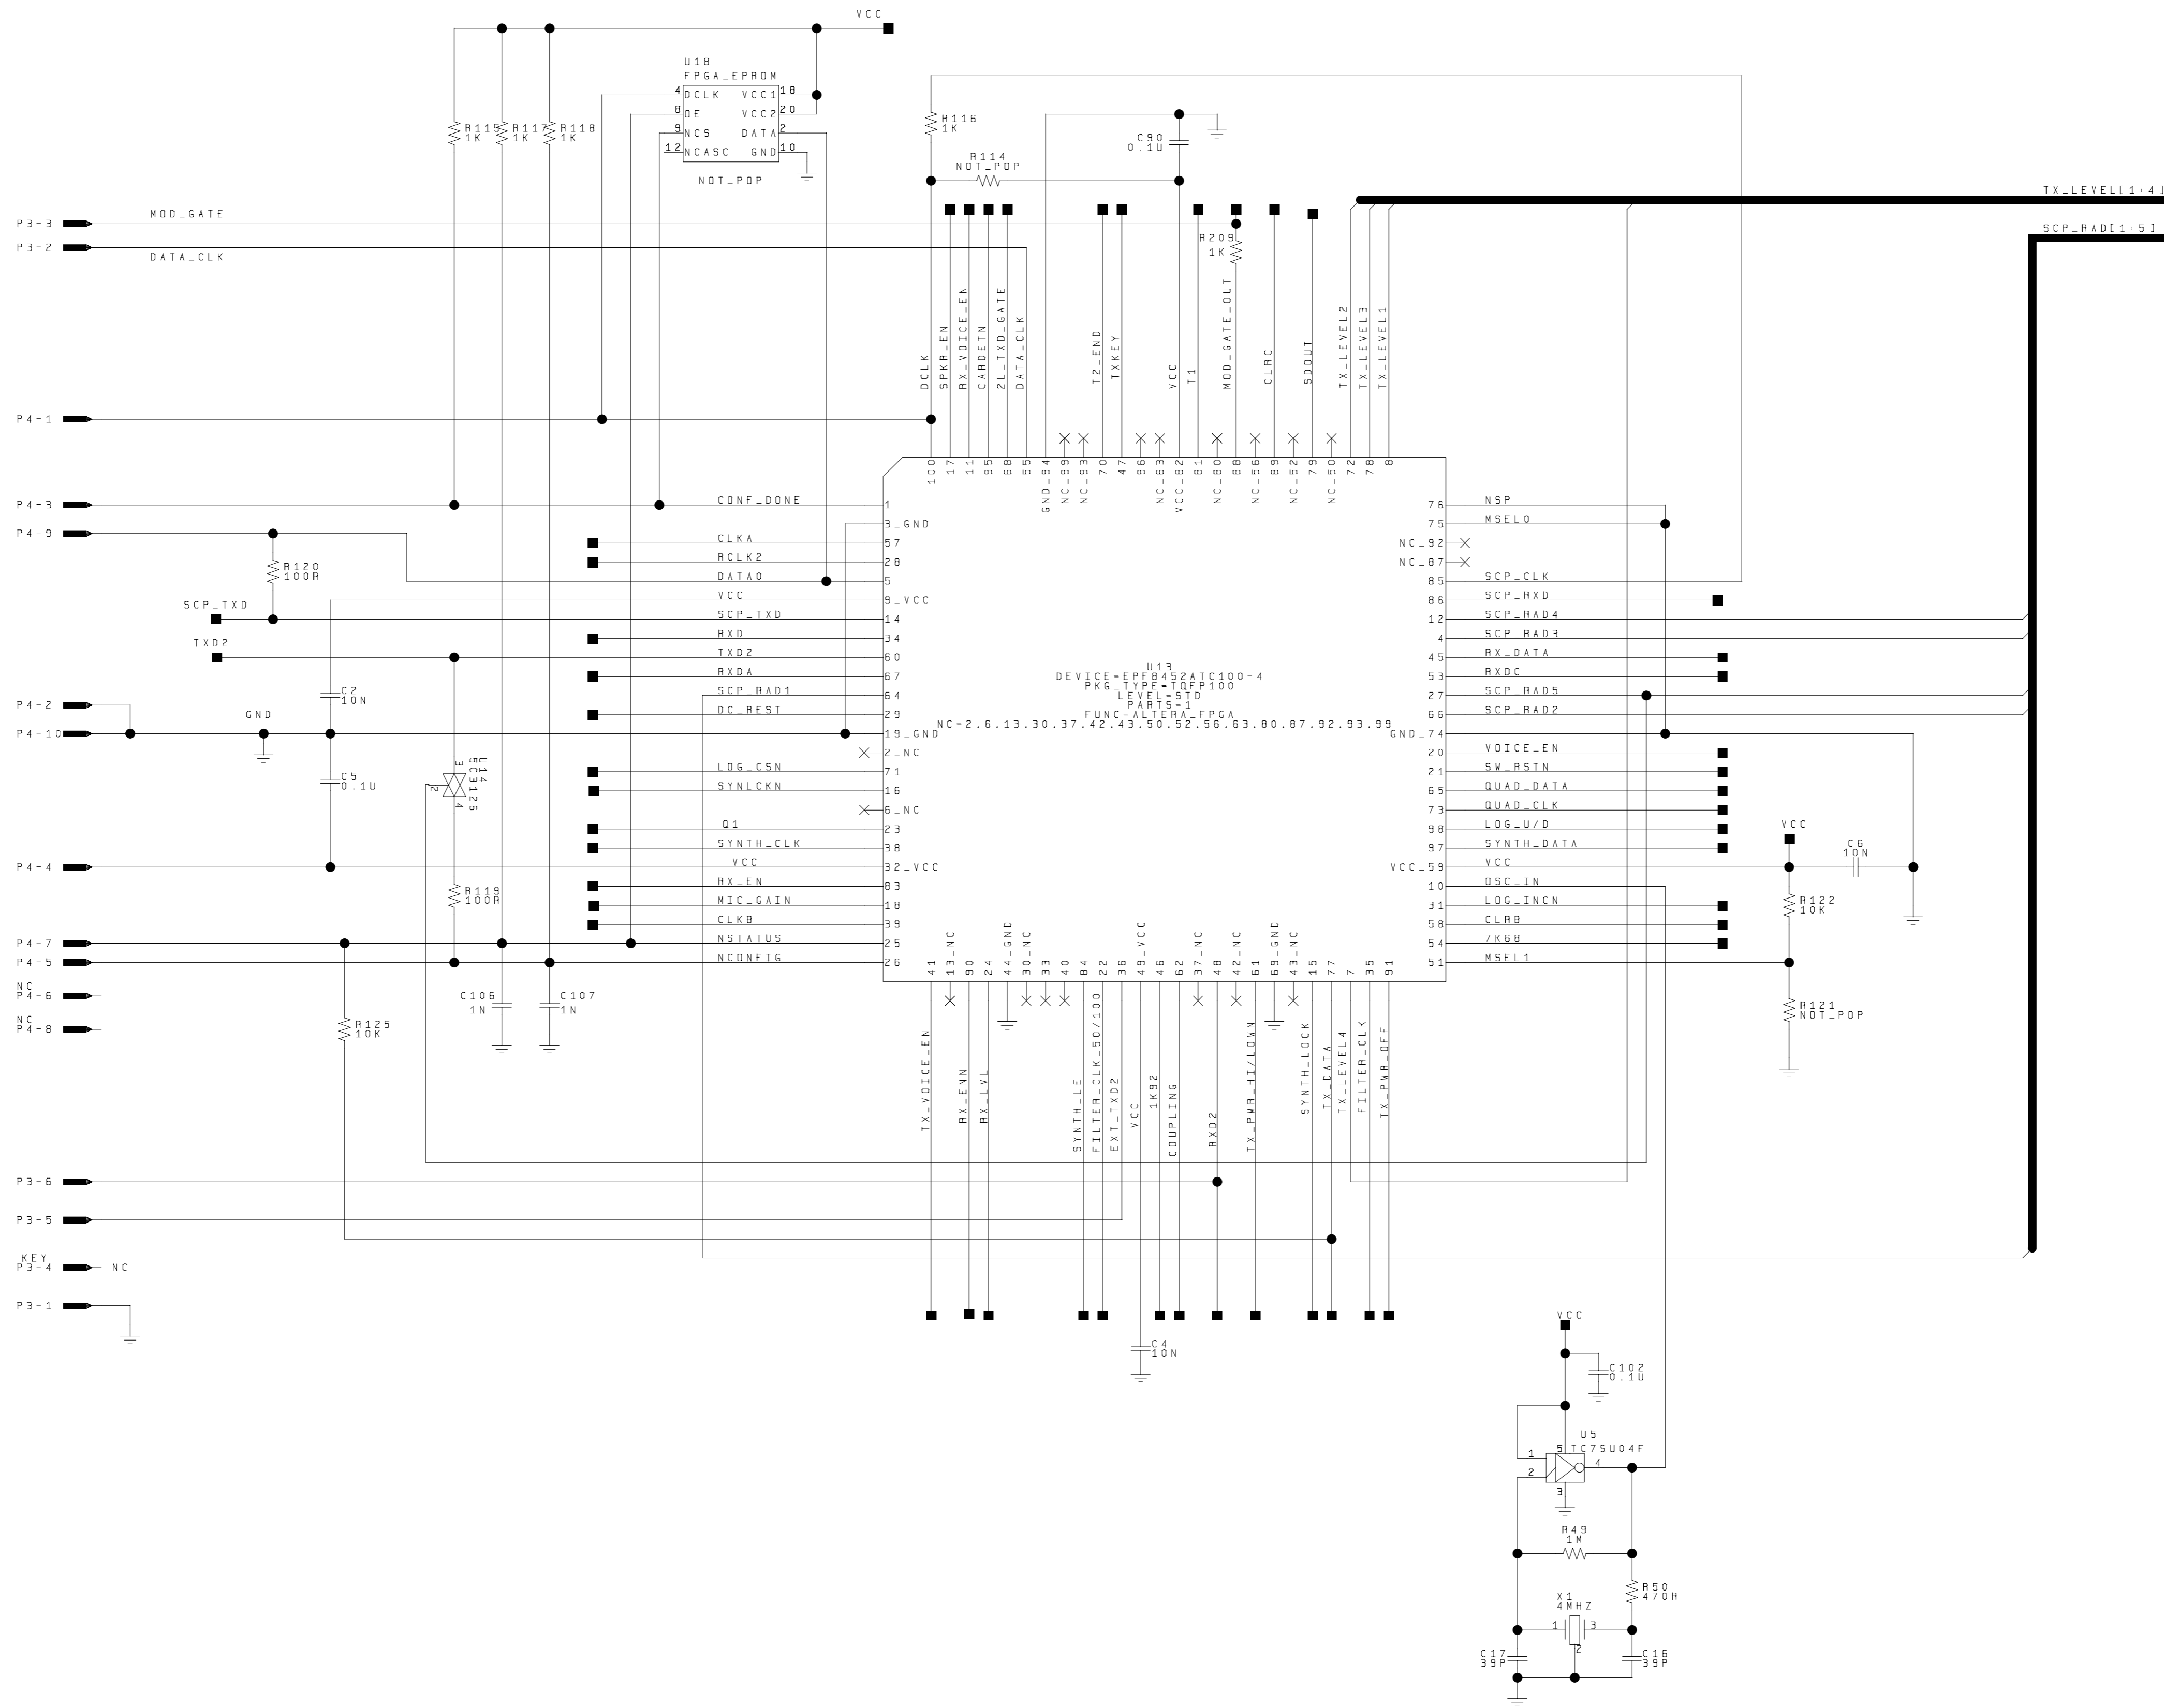 VCC
U18
FPGA_EPROM
4 DCLK VCC1 18
8 OE VCC2 20
9 NCS DATA 2
12 NCASC GND 10
NOT_POP
R115
1K
R117
1K
R118
1K
R116
1K
R114
NOT_POP
C90
0.1U
TX_LEVEL[1:4]
SCP_RAD[1:5]
P3-3
MOD_GATE
P3-2
DATA_CLK
R209
1K
DCLK
SPKR_EN
RX_VOICE_EN
CARDETN
2L_TXD_GATE
DATA_CLK
T2_END
TXKEY
VCC
T1
MOD_GATE_OUT
CLRC
SDOUT
TX_LEVEL2
TX_LEVEL3
TX_LEVEL1
P4-1
100
17
11
95
68
55
GND_94
NC_99
NC_93
70
47
96
NC_63
VCC_82
81
NC_80
88
NC_56
89
NC_52
79
NC_50
72
78
8
P4-3
P4-9
R120
100R
SCP_TXD
TXD2
CONF_DONE 1
3_GND
CLKA 57
RCLK2 28
DATA0 5
VCC 9_VCC
SCP_TXD 14
RXD 34
TXD2 60
RXDA 67
SCP_RAD1 64
DC_REST 29
19_GND
2_NC
LOG_CSN 71
SYNLCKN 16
6_NC
Q1 23
SYNTH_CLK 38
VCC 32_VCC
RX_EN 83
MIC_GAIN 18
CLKB 39
NSTATUS 25
NCONFIG 26
U13
DEVICE=EPF8452ATC100-4
PKG_TYPE=TQFP100
LEVEL=STD
PARTS=1
FUNC=ALTERA_FPGA
NC=2.6.13.30.37.42.43.50.52.56.63.80.87.92.93.99
76 NSP
75 MSEL0
NC_92
NC_87
85 SCP_CLK
86 SCP_RXD
12 SCP_RAD4
4 SCP_RAD3
45 RX_DATA
53 RXDC
27 SCP_RAD5
66 SCP_RAD2
GND_74
20 VOICE_EN
21 SW_RSTN
65 QUAD_DATA
73 QUAD_CLK
98 LOG_U/D
97 SYNTH_DATA
VCC_59 VCC
10 OSC_IN
31 LOG_INCN
58 CLRB
54 7K68
51 MSEL1
C2
10N
P4-2
P4-10
GND
C5
0.1U
U14
SC3126
3
2
4
P4-4
R119
100R
P4-7
P4-5
NC
P4-6
NC
P4-8
C106
1N
C107
1N
R125
10K
VCC
C6
10N
R122
10K
R121
NOT_POP
41
13_NC
90
24
44_GND
30_NC
33
40
84
22
36
49_VCC
46
62
37_NC
48
42_NC
61
69_GND
43_NC
15
77
7
35
91
TX_VOICE_EN
RX_ENN
RX_LVL
SYNTH_LE
FILTER_CLK_50/100
EXT_TXD2
VCC
1K92
COUPLING
RXD2
TX_PWR_HI/LOWN
SYNTH_LOCK
TX_DATA
TX_LEVEL4
FILTER_CLK
TX_PWR_OFF
P3-6
P3-5
KEY
P3-4 NC
P3-1
C4
10N
VCC
C102
0.1U
U5
TC7SU04F
5
1
2
4
3
R49
1M
R50
470R
X1
4MHZ
1
3
2
C17
39P
C16
39P